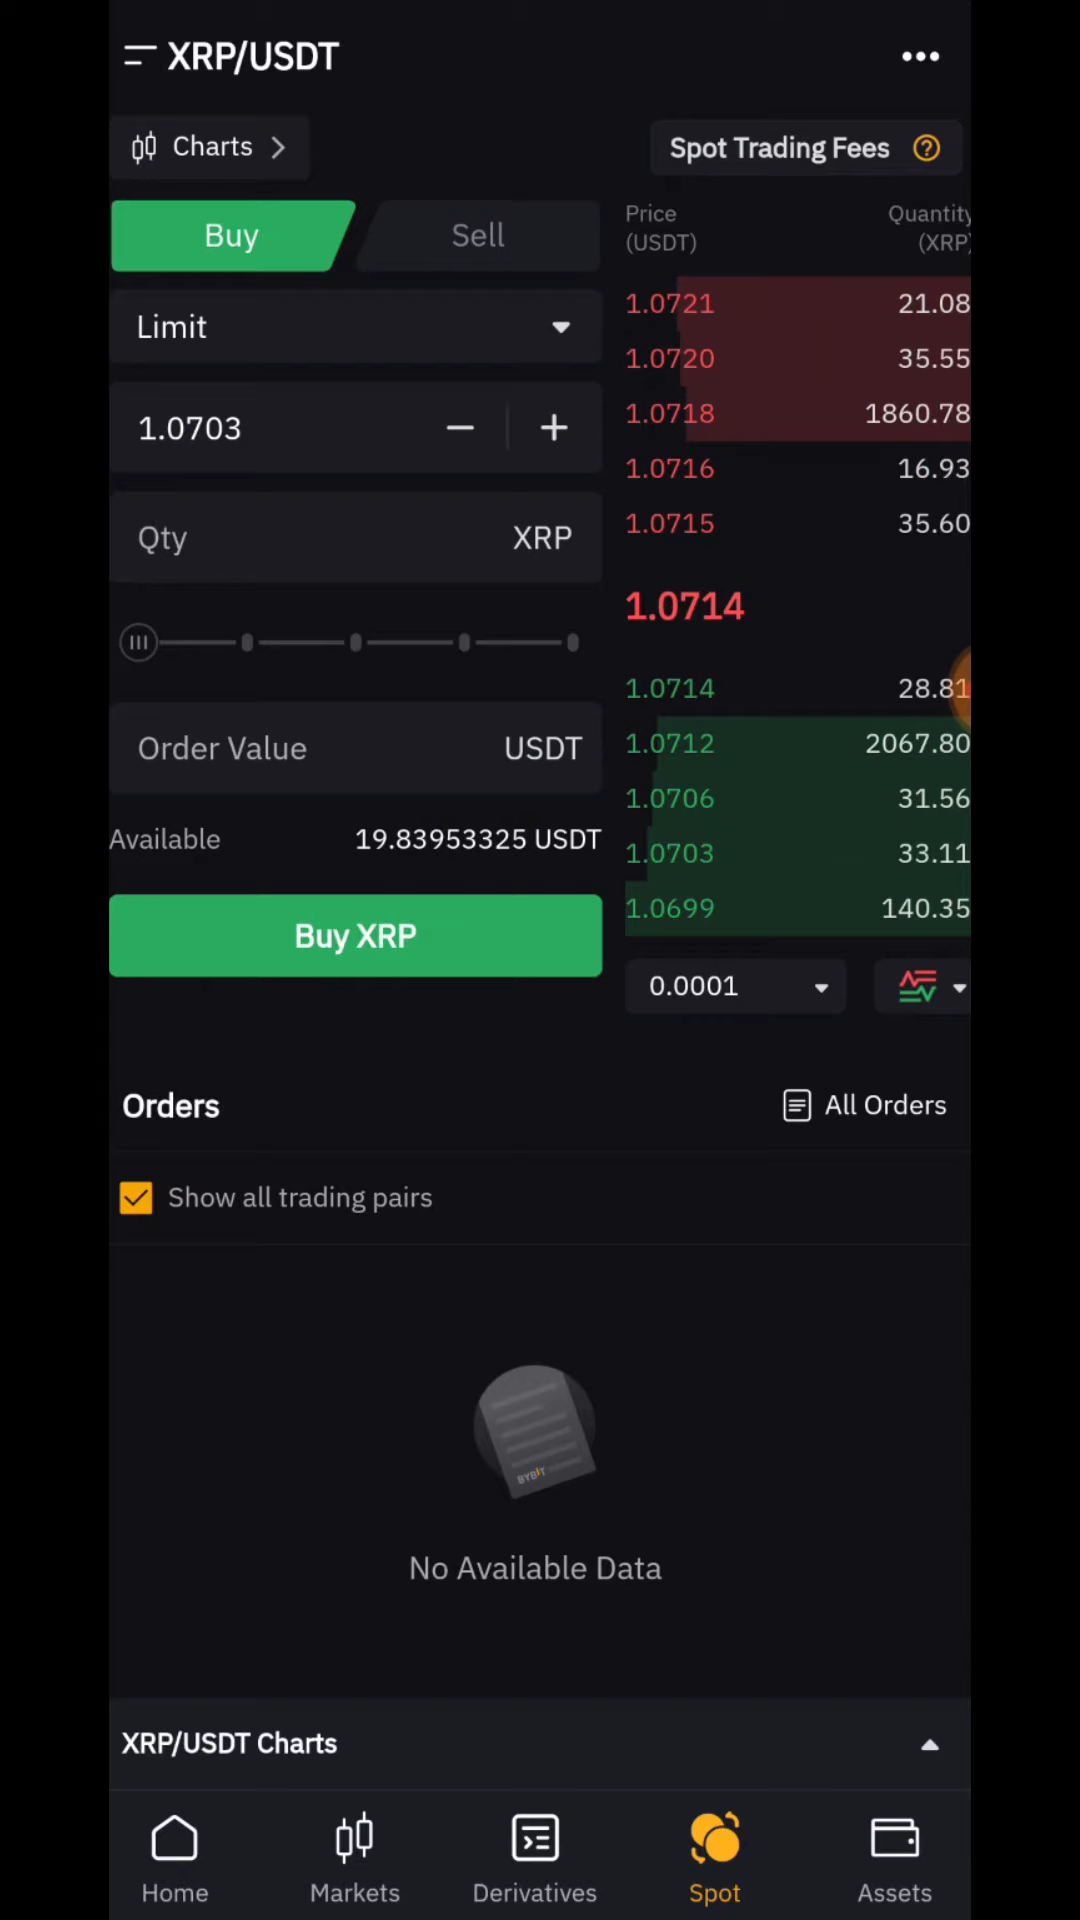 XRP/USDT
Charts
Spot Trading Fees
Buy
Sell
Price
(USDT)
Quantity
(XRP)
Limit
1.0703
Qty XRP
Order Value USDT
Available 19.83953325 USDT
Buy XRP
1.0721 21.08
1.0720 35.55
1.0718 1860.78
1.0716 16.93
1.0715 35.60
1.0714
1.0714 28.81
1.0712 2067.80
1.0706 31.56
1.0703 33.11
1.0699 140.35
0.0001
Orders
All Orders
Show all trading pairs
BYBIT
No Available Data
XRP/USDT Charts
Home
Markets
Derivatives
Spot
Assets